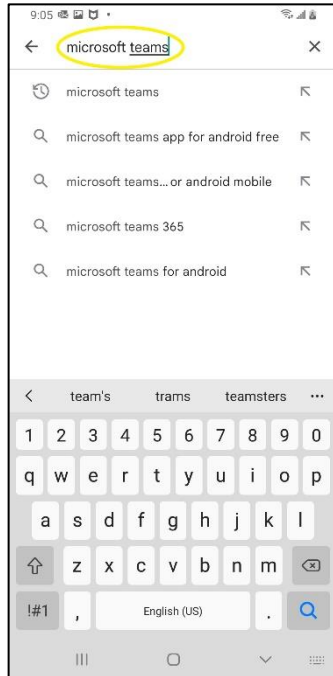 9:05
microsoft teams
microsoft teams
microsoft teams app for android free
microsoft teams... or android mobile
microsoft teams 365
microsoft teams for android
team's trams teamsters
1 2 3 4 5 6 7 8 9 0
q w e r t y u i o p
a s d f g h j k l
z x c v b n m
!#1 , English (US) .